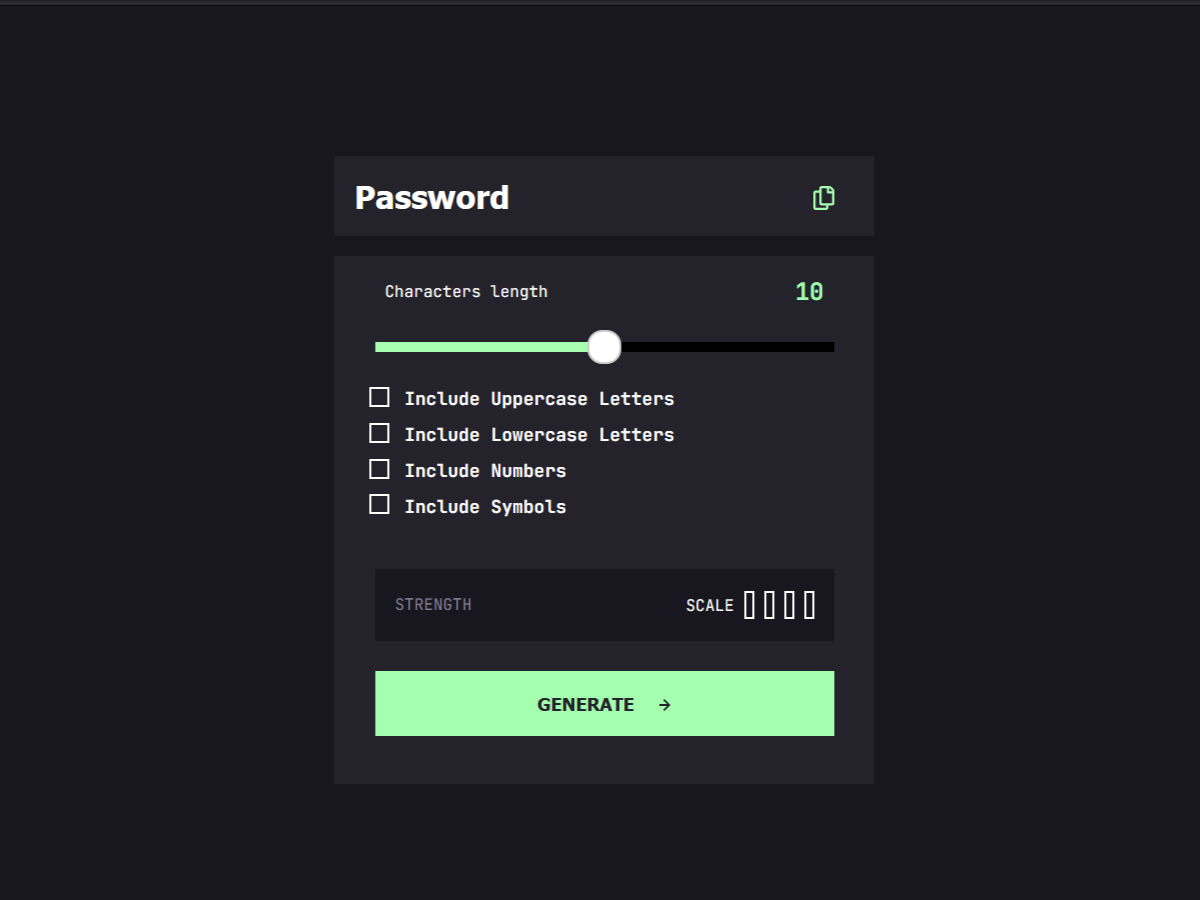 Password
Characters length 10
Include Uppercase Letters
Include Lowercase Letters
Include Numbers
Include Symbols
STRENGTH SCALE
GENERATE →